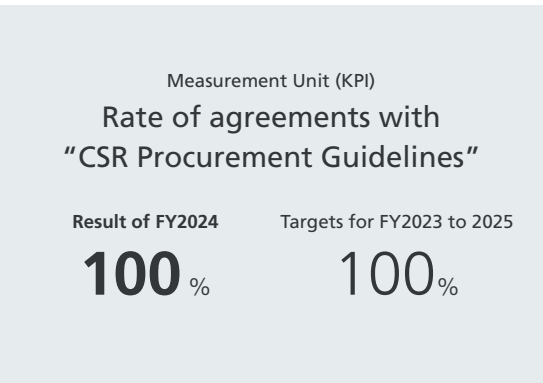 Measurement Unit (KPI)
Rate of agreements with
“CSR Procurement Guidelines”
Result of FY2024
100 %
Targets for FY2023 to 2025
100%